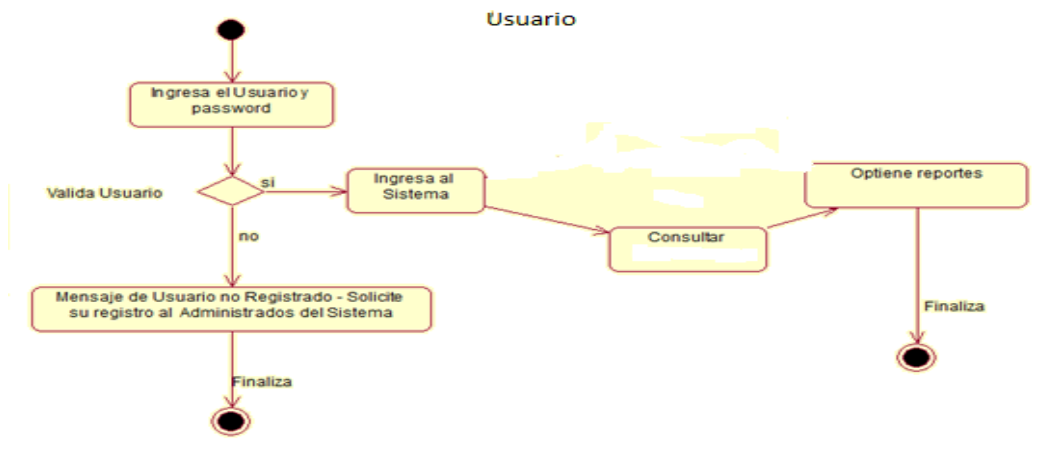 Usuario
Ingresa el Usuario y
password
Valida Usuario
si
Ingresa al
Sistema
Optiene reportes
Consultar
no
Mensaje de Usuario no Registrado - Solicite
su registro al Administrados del Sistema
Finaliza
Finaliza